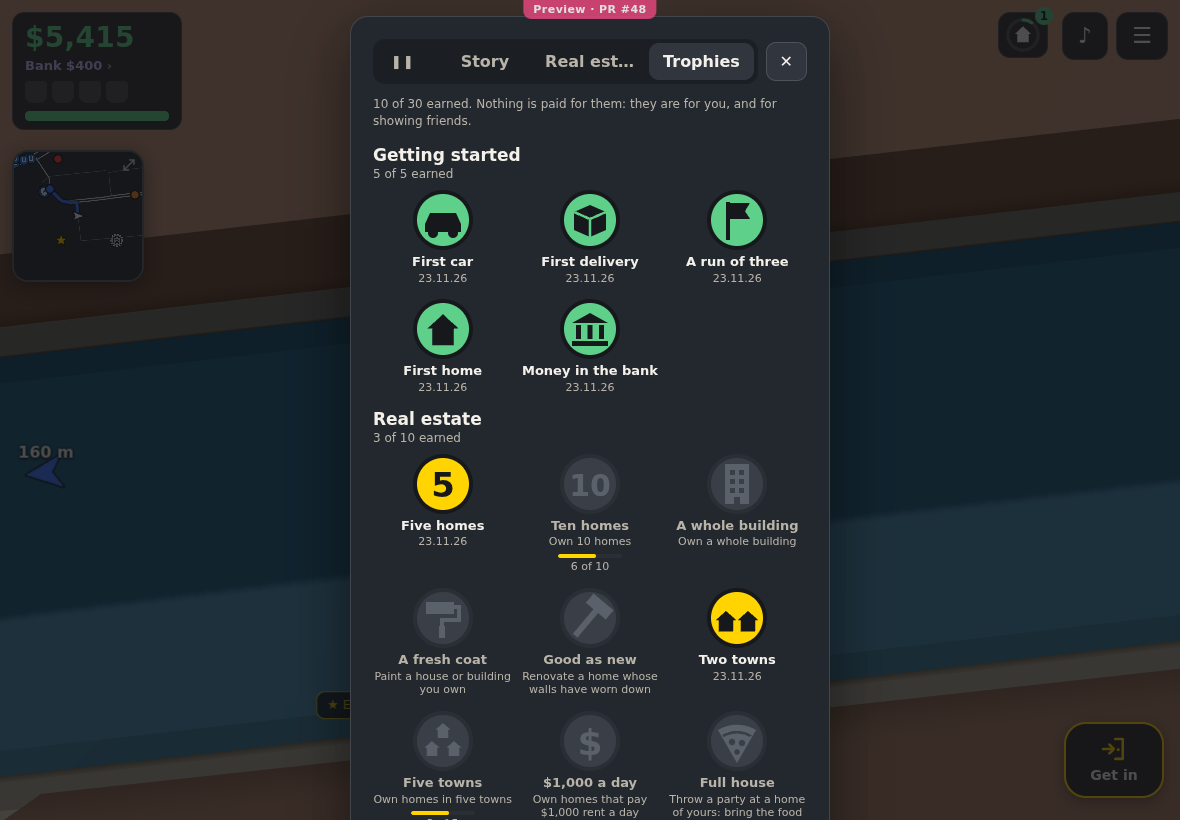 Preview · PR #48
$5,415
Bank $400 ›
1
Story
Real est...
Trophies
10 of 30 earned. Nothing is paid for them: they are for you, and for
showing friends.
Getting started
5 of 5 earned
First car
23.11.26
First delivery
23.11.26
A run of three
23.11.26
First home
23.11.26
Money in the bank
23.11.26
Real estate
3 of 10 earned
160 m
5
Five homes
23.11.26
10
Ten homes
Own 10 homes
6 of 10
A whole building
Own a whole building
A fresh coat
Paint a house or building
you own
Good as new
Renovate a home whose
walls have worn down
Two towns
23.11.26
$
Five towns
Own homes in five towns
$1,000 a day
Own homes that pay
$1,000 rent a day
Full house
Throw a party at a home
of yours: bring the food
Get in